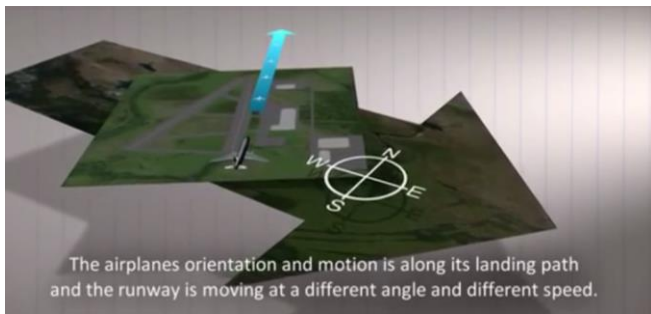 N
W
E
S
The airplanes orientation and motion is along its landing path
and the runway is moving at a different angle and different speed.